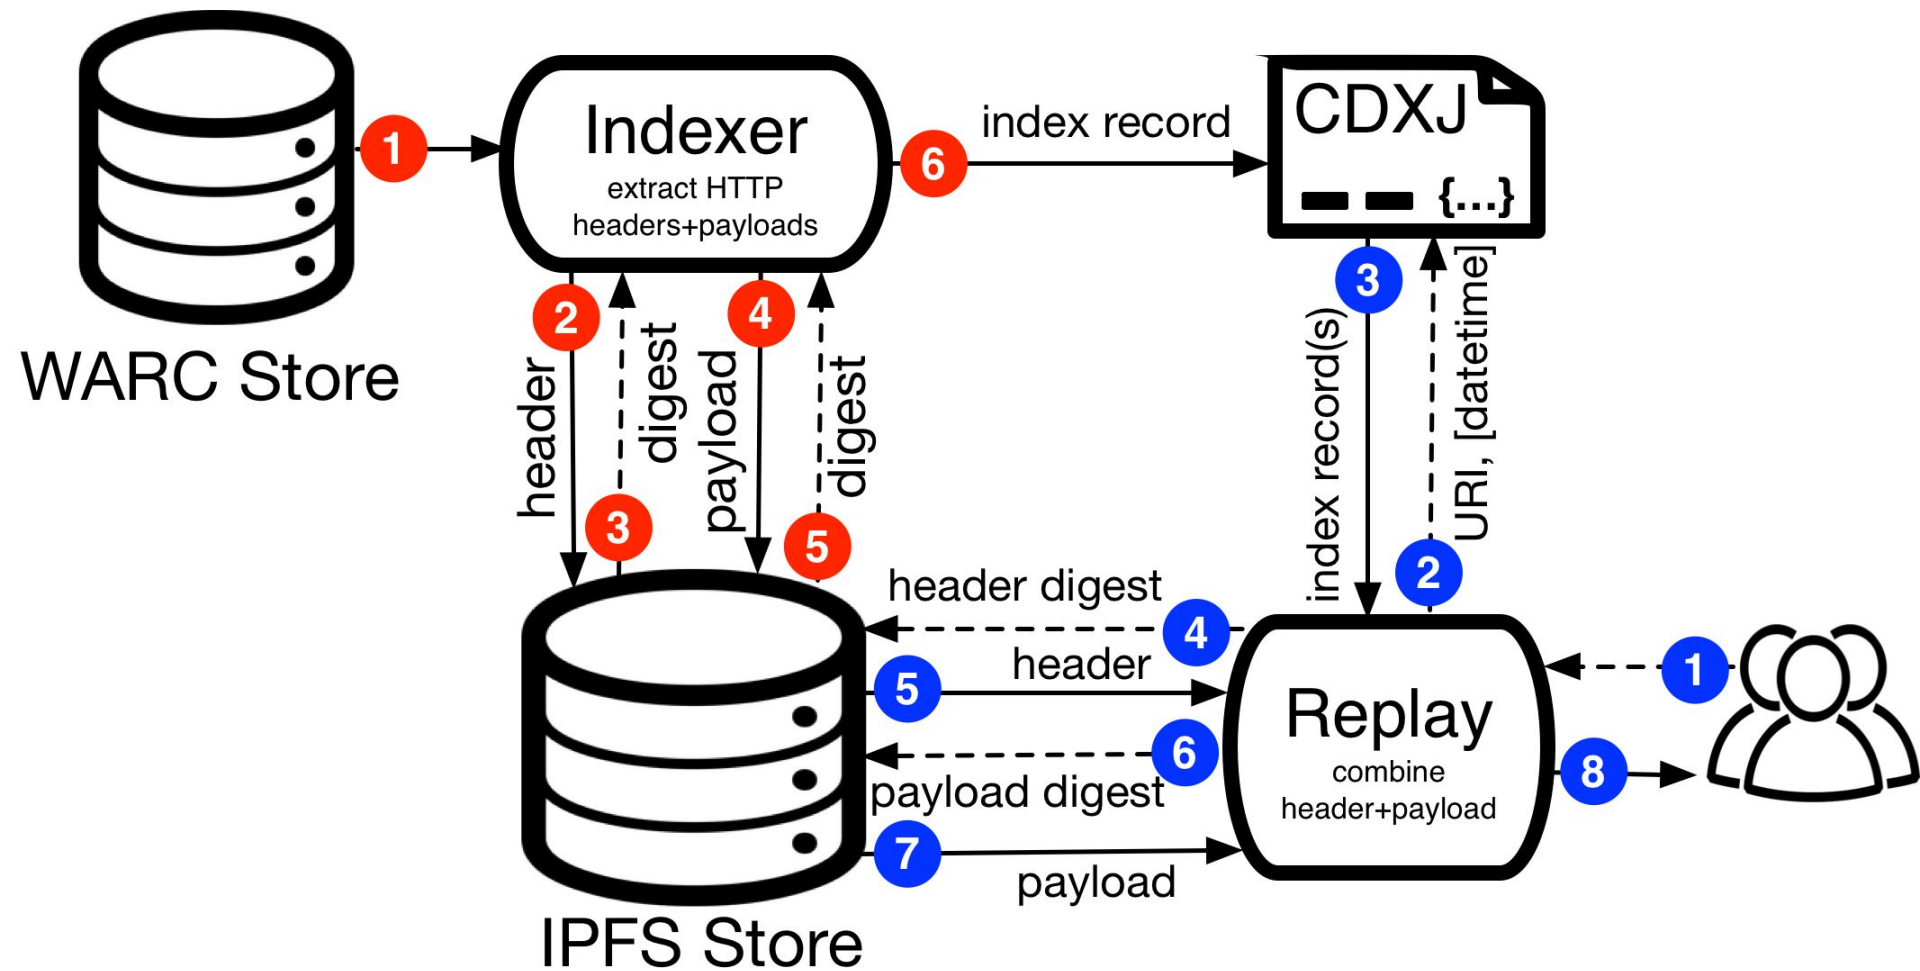 1
Indexer
extract HTTP
headers+payloads
6
index record
CDXJ
{...}
WARC Store
2
header
3
digest
4
payload
5
digest
3
index record(s)
2
URI, [datetime]
header digest
4
5
header
6
payload digest
7
payload
Replay
combine
header+payload
1
8
IPFS Store